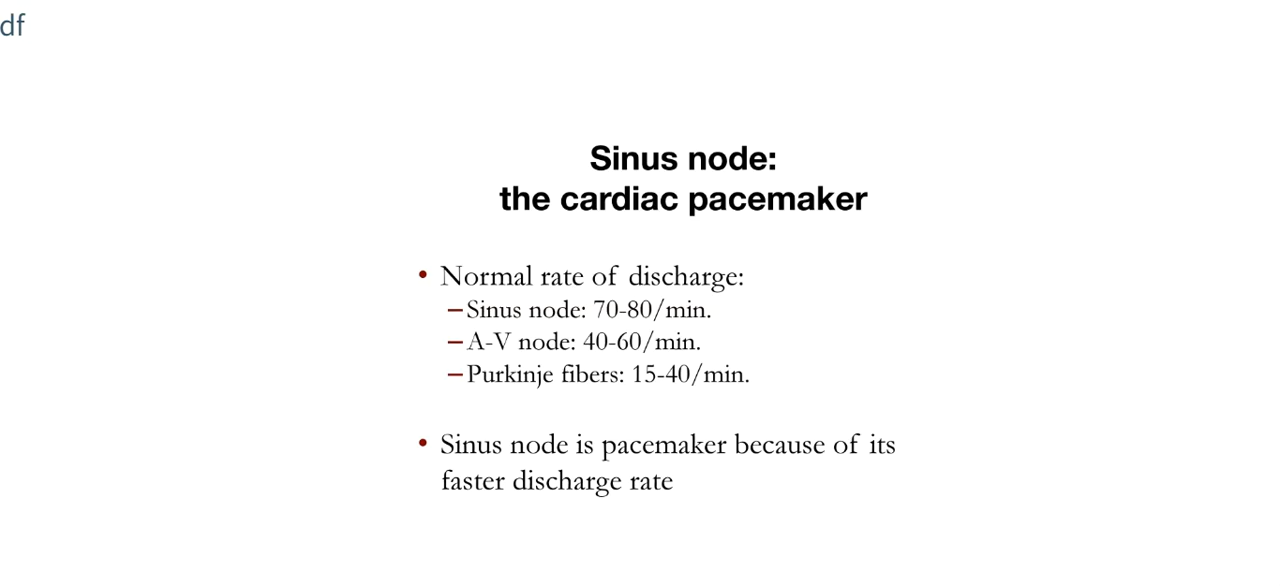 df
Sinus node:
the cardiac pacemaker
• Normal rate of discharge:
–Sinus node: 70-80/min.
–A-V node: 40-60/min.
–Purkinje fibers: 15-40/min.
• Sinus node is pacemaker because of its
faster discharge rate